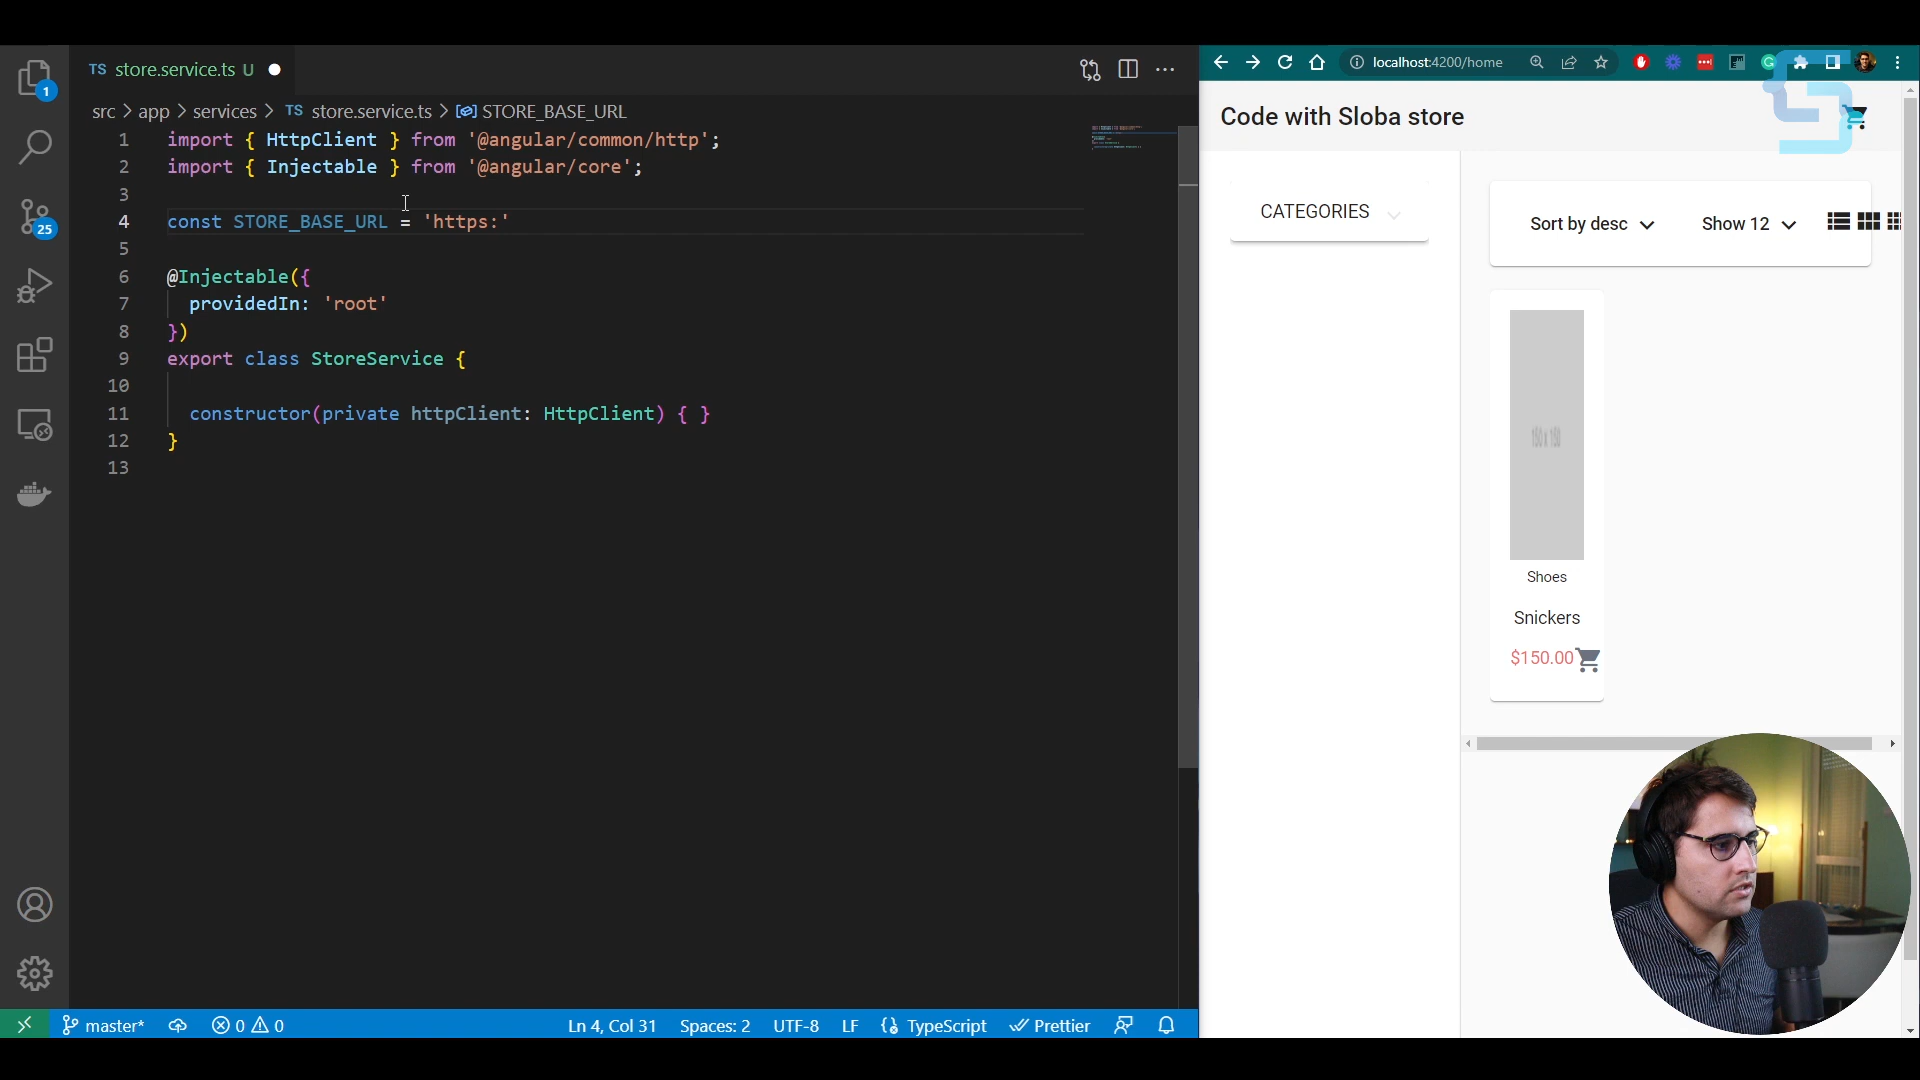 TS store.service.ts U
src > app > services > TS store.service.ts > STORE_BASE_URL
1 import { HttpClient } from '@angular/common/http';
2 import { Injectable } from '@angular/core';
3
4 const STORE_BASE_URL = 'https:'
5
6 @Injectable({
7 providedIn: 'root'
8 })
9 export class StoreService {
10
11 constructor(private httpClient: HttpClient) { }
12 }
13
1
25
master*
0 0
Ln 4, Col 31
Spaces: 2
UTF-8
LF
{} TypeScript
Prettier
localhost:4200/home
Code with Sloba store
CATEGORIES
Sort by desc
Show 12
150 x 150
Shoes
Snickers
$150.00